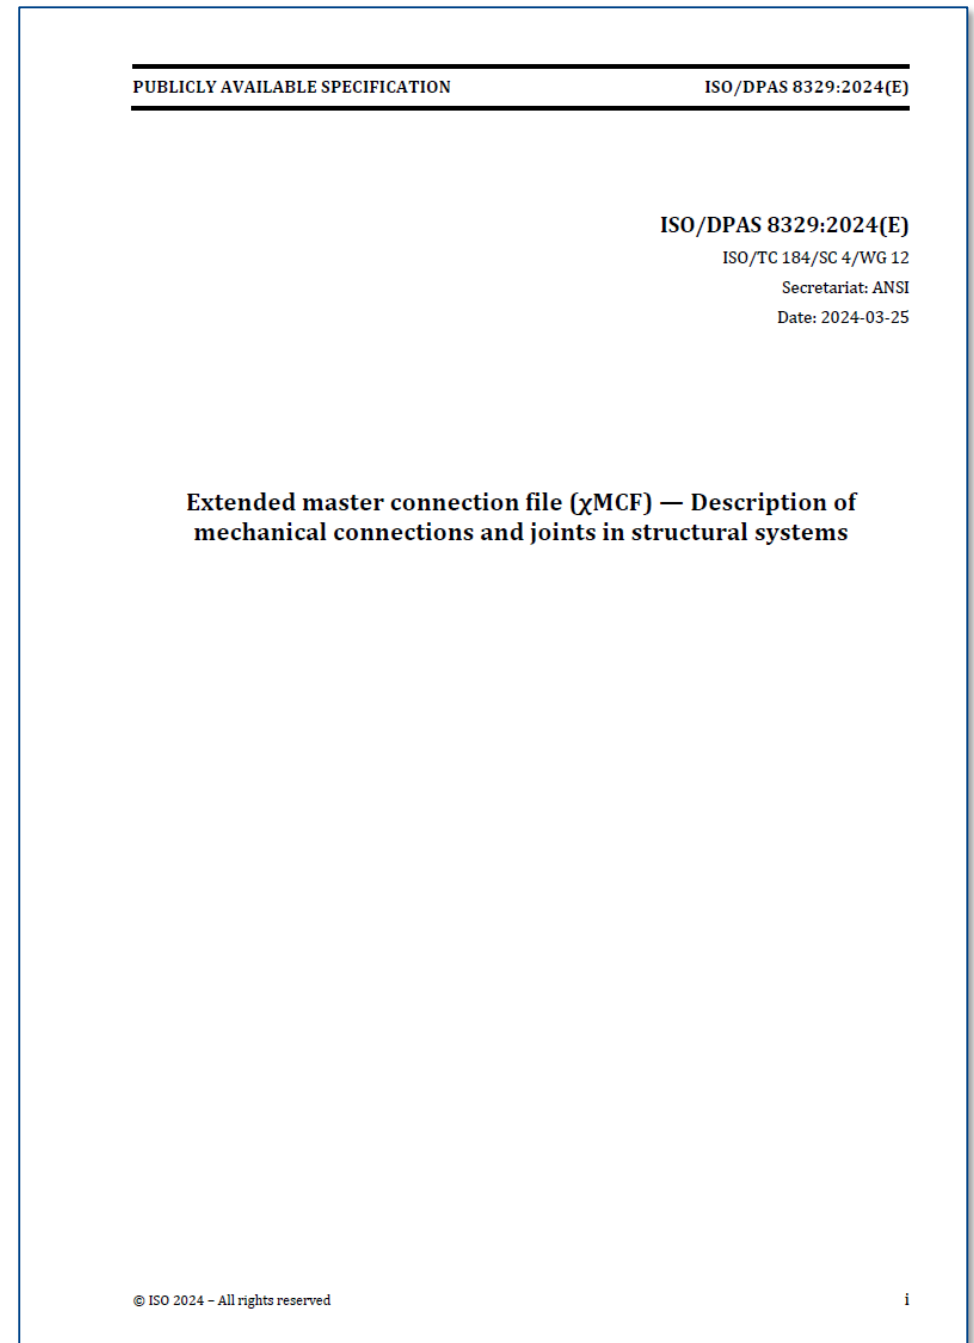 PUBLICLY AVAILABLE SPECIFICATION ISO/DPAS 8329:2024(E)
ISO/DPAS 8329:2024(E)
ISO/TC 184/SC 4/WG 12
Secretariat: ANSI
Date: 2024-03-25
Extended master connection file (χMCF) — Description of
mechanical connections and joints in structural systems
© ISO 2024 – All rights reserved i